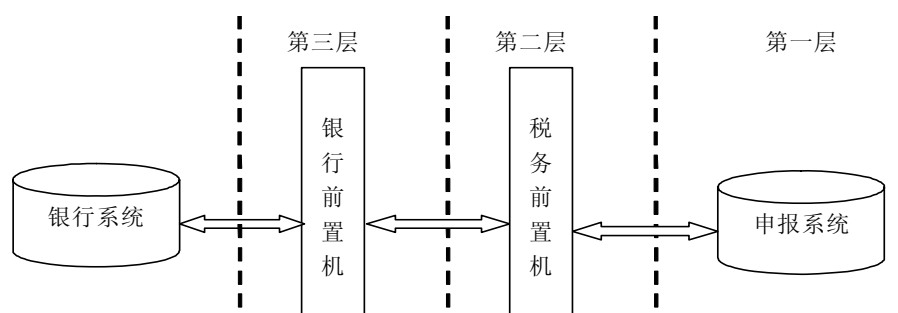 第三层
第二层
第一层
银行系统
银行前置机
税务前置机
申报系统